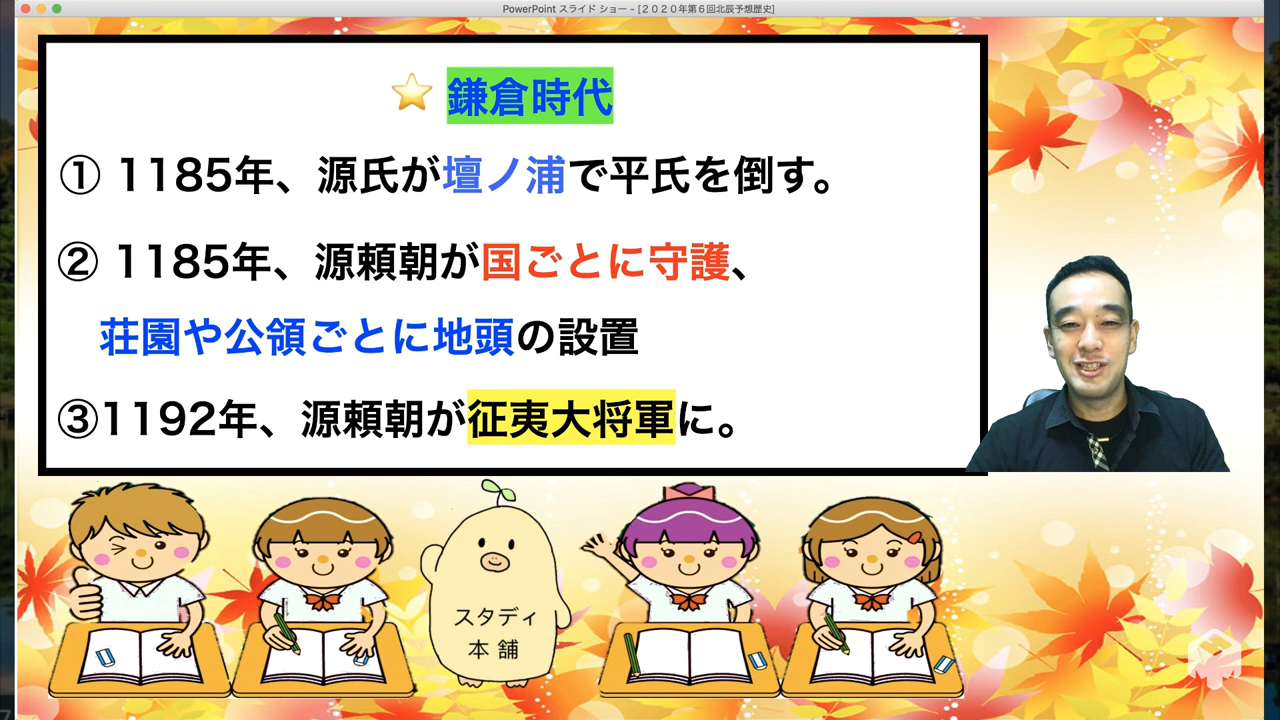 PowerPoint スライド ショー - [２０２０年第６回北辰予想歴史]
鎌倉時代
① 1185年、源氏が壇ノ浦で平氏を倒す。
② 1185年、源頼朝が国ごとに守護、
荘園や公領ごとに地頭の設置
③1192年、源頼朝が征夷大将軍に。
スタディ
本舗